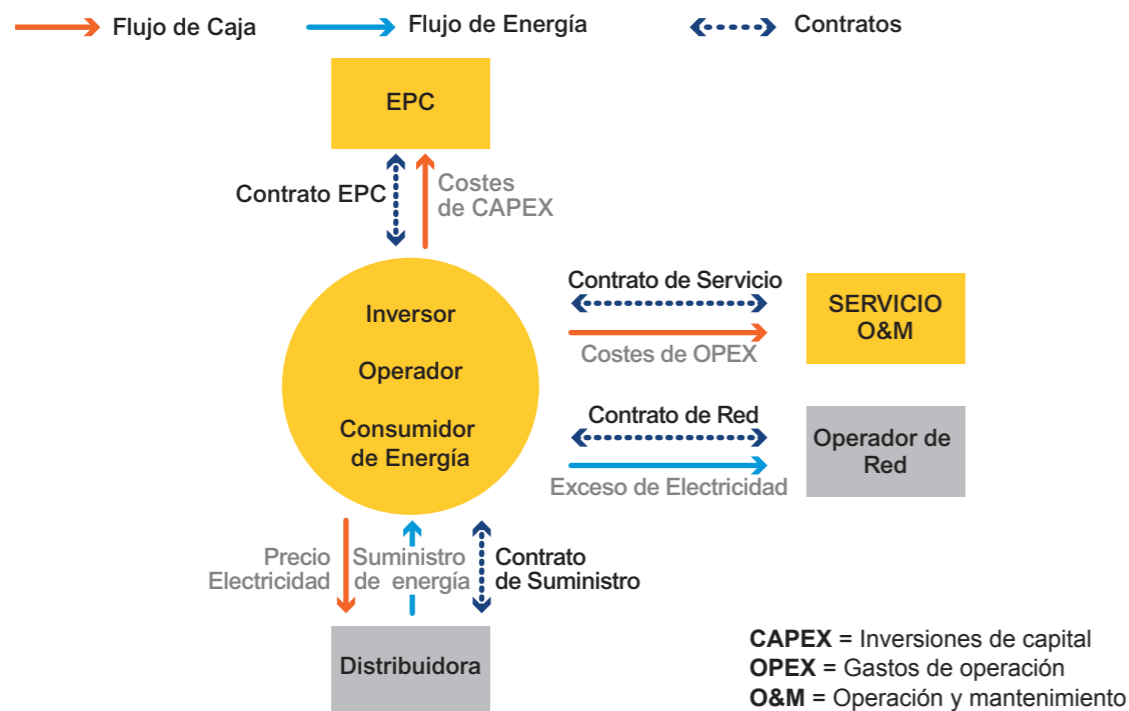 Flujo de Caja
Flujo de Energía
Contratos
EPC
Contrato EPC
Costes
de CAPEX
Inversor
Operador
Consumidor
de Energía
Contrato de Servicio
Costes de OPEX
SERVICIO
O&M
Contrato de Red
Exceso de Electricidad
Operador de
Red
Precio
Electricidad
Suministro
de energía
Contrato
de Suministro
Distribuidora
CAPEX = Inversiones de capital
OPEX = Gastos de operación
O&M = Operación y mantenimiento